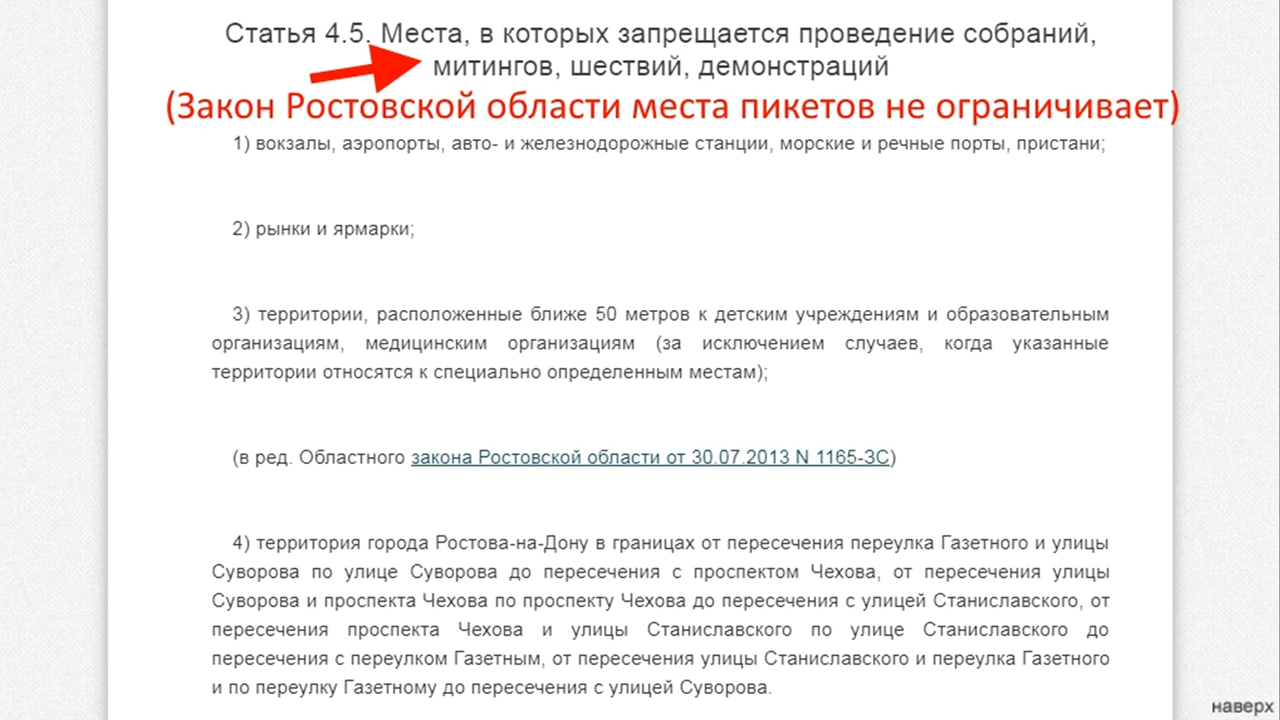 Статья 4.5. Места, в которых запрещается проведение собраний,
митингов, шествий, демонстраций
(Закон Ростовской области места пикетов не ограничивает)
1) вокзалы, аэропорты, авто- и железнодорожные станции, морские и речные порты, пристани;
2) рынки и ярмарки;
3) территории, расположенные ближе 50 метров к детским учреждениям и образовательным
организациям, медицинским организациям (за исключением случаев, когда указанные
территории относятся к специально определенным местам);
(в ред. Областного закона Ростовской области от 30.07.2013 N 1165-ЗС)
4) территория города Ростова-на-Дону в границах от пересечения переулка Газетного и улицы
Суворова по улице Суворова до пересечения с проспектом Чехова, от пересечения улицы
Суворова и проспекта Чехова по проспекту Чехова до пересечения с улицей Станиславского, от
пересечения проспекта Чехова и улицы Станиславского по улице Станиславского до
пересечения с переулком Газетным, от пересечения улицы Станиславского и переулка Газетного
и по переулку Газетному до пересечения с улицей Суворова.
наверх